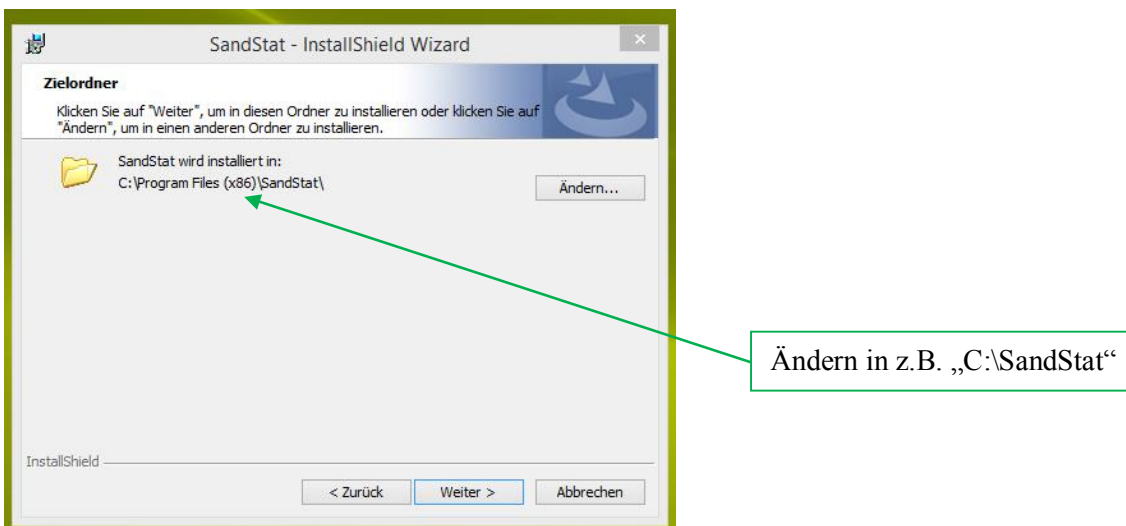 SandStat - InstallShield Wizard
Zielordner
Klicken Sie auf "Weiter", um in diesen Ordner zu installieren oder klicken Sie auf
"Ändern", um in einen anderen Ordner zu installieren.
SandStat wird installiert in:
C:\Program Files (x86)\SandStat\
Ändern...
Ändern in z.B. „C:\SandStat“
InstallShield
< Zurück
Weiter >
Abbrechen